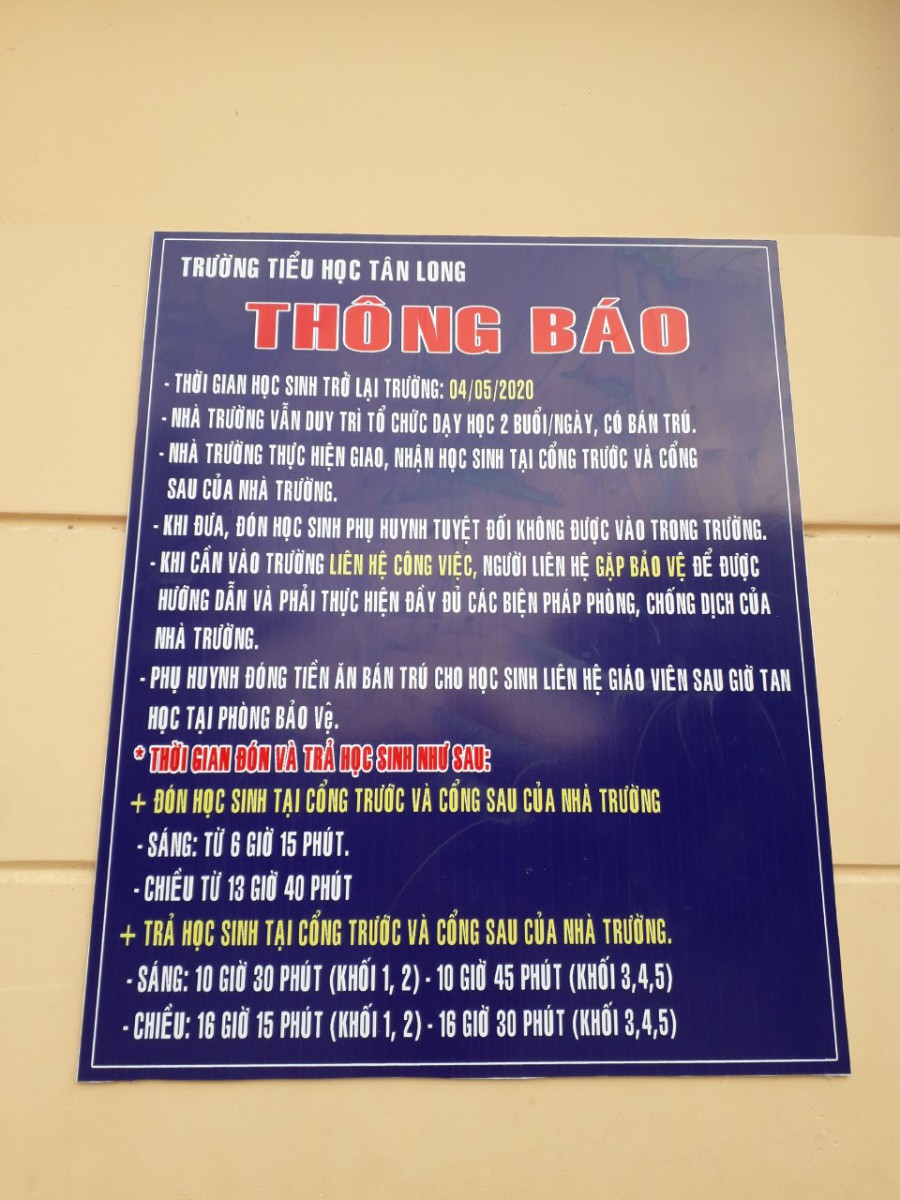 TRƯỜNG TIỂU HỌC TÂN LONG
THÔNG BÁO
- THỜI GIAN HỌC SINH TRỞ LẠI TRƯỜNG: 04/05/2020
- NHÀ TRƯỜNG VẪN DUY TRÌ TỔ CHỨC DẠY HỌC 2 BUỔI/NGÀY, CÓ BÁN TRÚ.
- NHÀ TRƯỜNG THỰC HIỆN GIAO, NHẬN HỌC SINH TẠI CỔNG TRƯỚC VÀ CỔNG
SAU CỦA NHÀ TRƯỜNG.
- KHI ĐƯA, ĐÓN HỌC SINH PHỤ HUYNH TUYỆT ĐỐI KHÔNG ĐƯỢC VÀO TRONG TRƯỜNG.
- KHI CẦN VÀO TRƯỜNG LIÊN HỆ CÔNG VIỆC, NGƯỜI LIÊN HỆ GẶP BẢO VỆ ĐỂ ĐƯỢC
HƯỚNG DẪN VÀ PHẢI THỰC HIỆN ĐẦY ĐỦ CÁC BIỆN PHÁP PHÒNG, CHỐNG DỊCH CỦA
NHÀ TRƯỜNG.
- PHỤ HUYNH ĐÓNG TIỀN ĂN BÁN TRÚ CHO HỌC SINH LIÊN HỆ GIÁO VIÊN SAU GIỜ TAN
HỌC TẠI PHÒNG BẢO Vệ.
* THỜI GIAN ĐÓN VÀ TRẢ HỌC SINH NHƯ SAU:
+ ĐÓN HỌC SINH TẠI CỔNG TRƯỚC VÀ CỔNG SAU CỦA NHÀ TRƯỜNG
- SÁNG: TỪ 6 GIỜ 15 PHÚT.
- CHIỀU TỪ 13 GIỜ 40 PHÚT
+ TRẢ HỌC SINH TẠI CỔNG TRƯỚC VÀ CỔNG SAU CỦA NHÀ TRƯỜNG.
- SÁNG: 10 GIỜ 30 PHÚT (KHỐI 1, 2) - 10 GIỜ 45 PHÚT (KHỐI 3,4,5)
- CHIỀU: 16 GIỜ 15 PHÚT (KHỐI 1, 2) - 16 GIỜ 30 PHÚT (KHỐI 3,4,5)